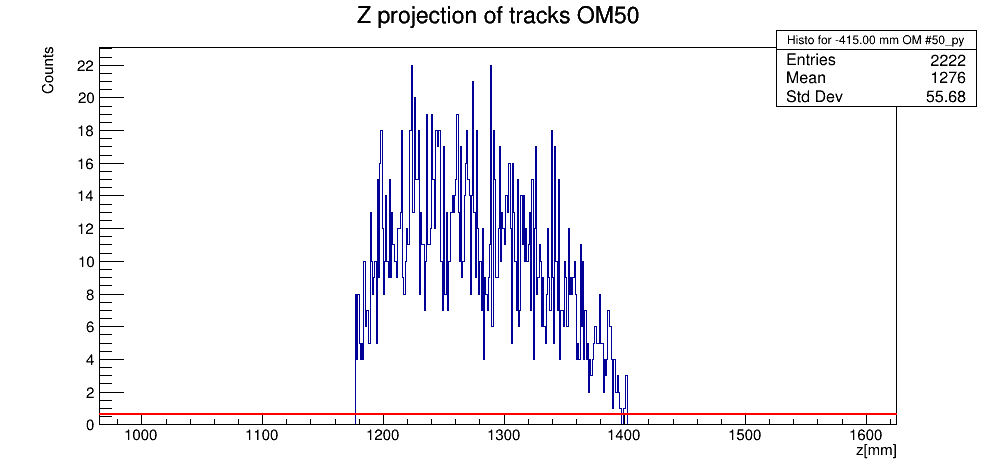 Z projection of tracks OM50
Histo for -415.00 mm OM #50_py
Entries 2222
Mean 1276
Std Dev 55.68
Counts
22
20
18
16
14
12
10
8
6
4
2
0
1000 1100 1200 1300 1400 1500 1600
z[mm]